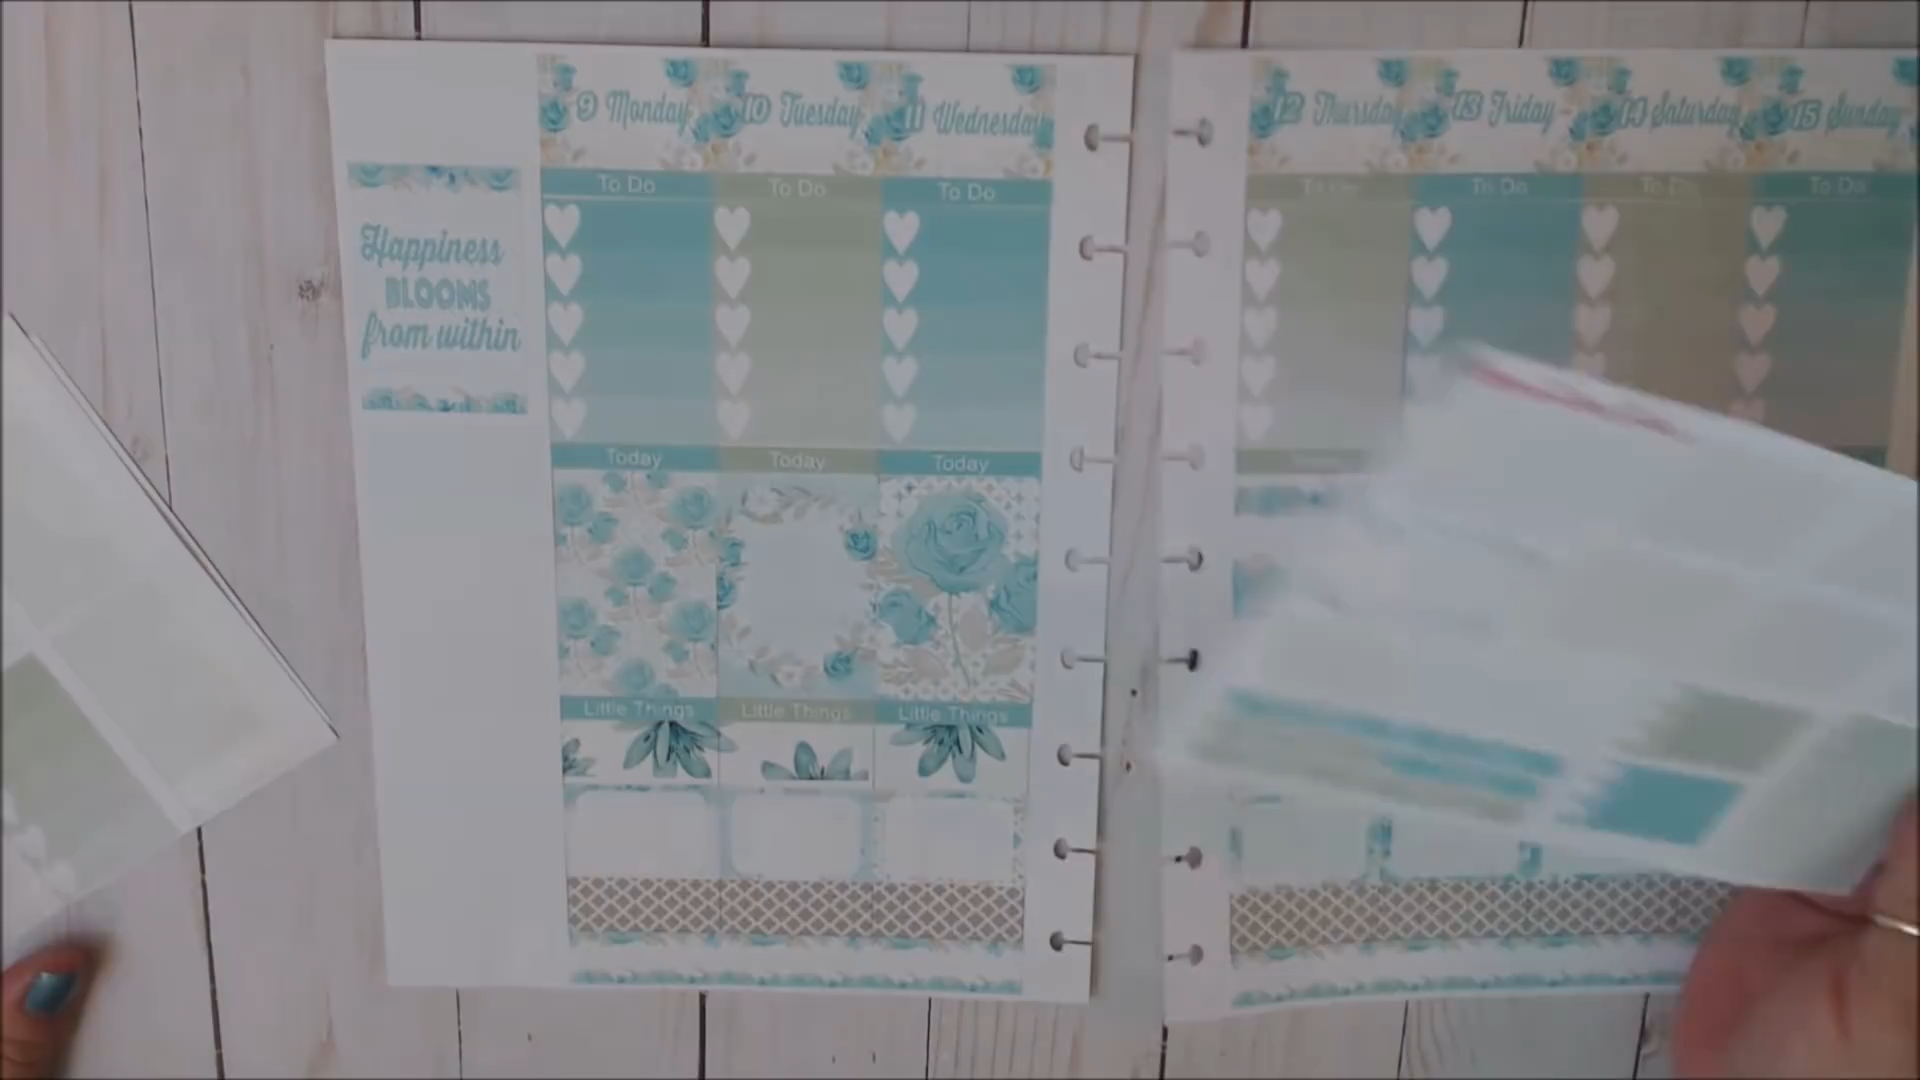 9 Monday
10 Tuesday
11 Wednesday
12 Thursday
13 Friday
14 Saturday
15 Sunday
To Do
To Do
To Do
To Do
To Do
To Do
To Do
Happiness
BLOOMS
from within
Today
Today
Today
Little Things
Little Things
Little Things